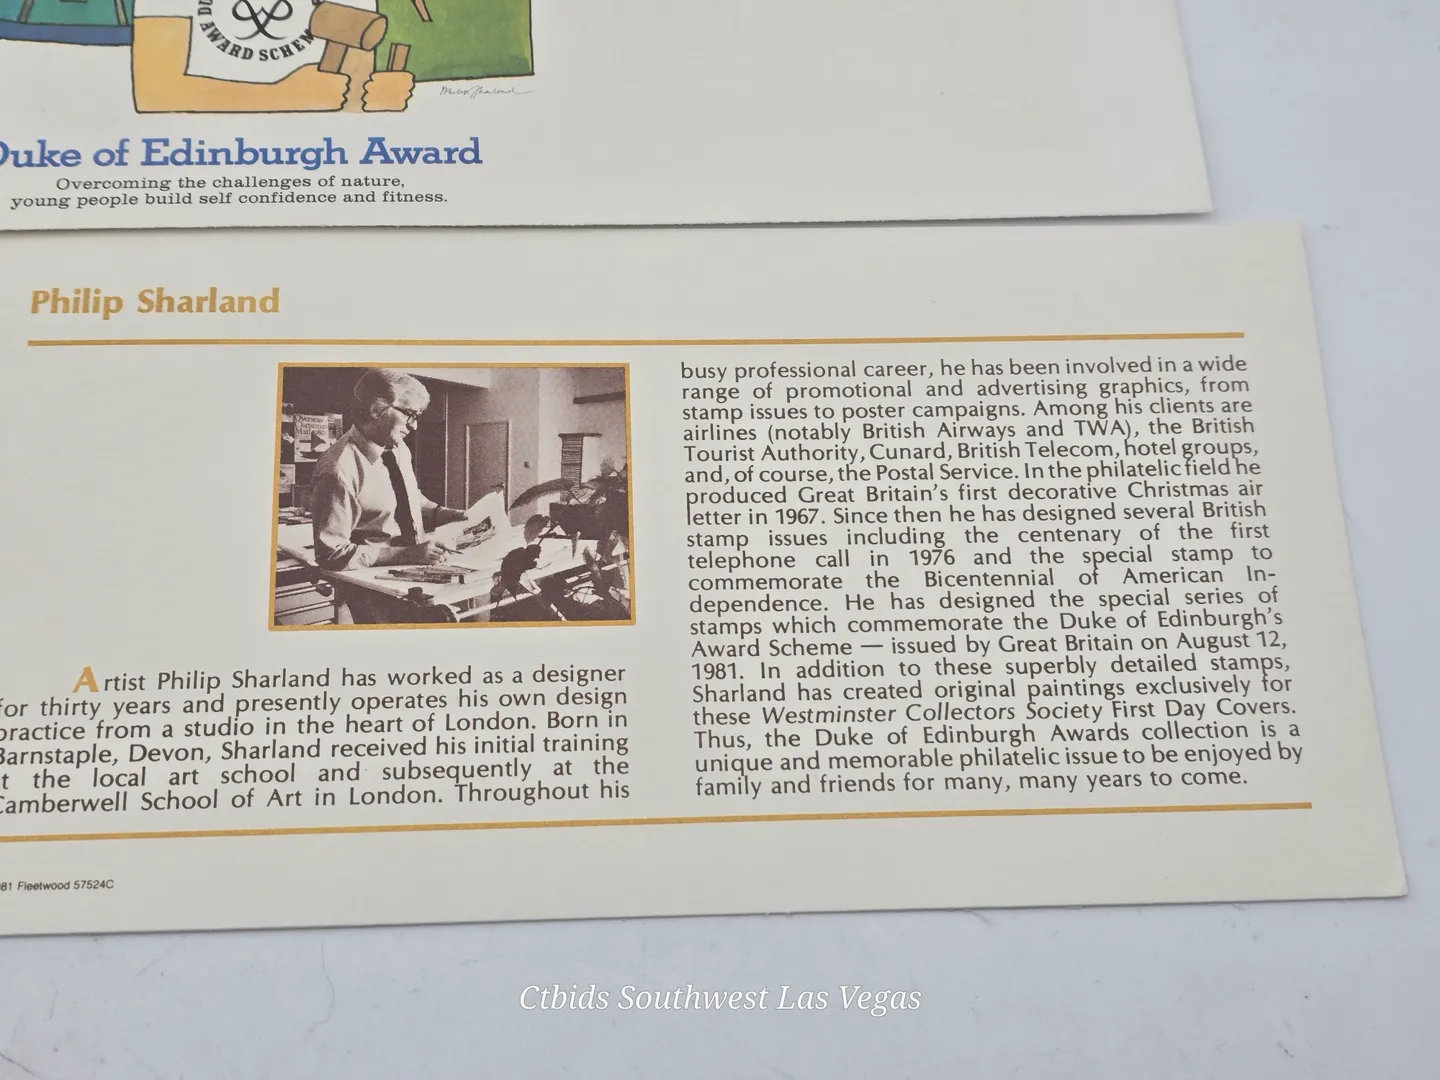 AWARD SCHEM
Philip Sharland
Duke of Edinburgh Award
Overcoming the challenges of nature,
young people build self confidence and fitness.
Philip Sharland
Artist Philip Sharland has worked as a designer
for thirty years and presently operates his own design
practice from a studio in the heart of London. Born in
Barnstaple, Devon, Sharland received his initial training
t the local art school and subsequently at the
Camberwell School of Art in London. Throughout his
busy professional career, he has been involved in a wide
range of promotional and advertising graphics, from
stamp issues to poster campaigns. Among his clients are
airlines (notably British Airways and TWA), the British
Tourist Authority, Cunard, British Telecom, hotel groups,
and, of course, the Postal Service. In the philatelic field he
produced Great Britain's first decorative Christmas air
letter in 1967. Since then he has designed several British
stamp issues including the centenary of the first
telephone call in 1976 and the special stamp to
commemorate the Bicentennial of American In-
dependence. He has designed the special series of
stamps which commemorate the Duke of Edinburgh's
Award Scheme — issued by Great Britain on August 12,
1981. In addition to these superbly detailed stamps,
Sharland has created original paintings exclusively for
these Westminster Collectors Society First Day Covers.
Thus, the Duke of Edinburgh Awards collection is a
unique and memorable philatelic issue to be enjoyed by
family and friends for many, many years to come.
81 Fleetwood 57524C
Ctbids Southwest Las Vegas